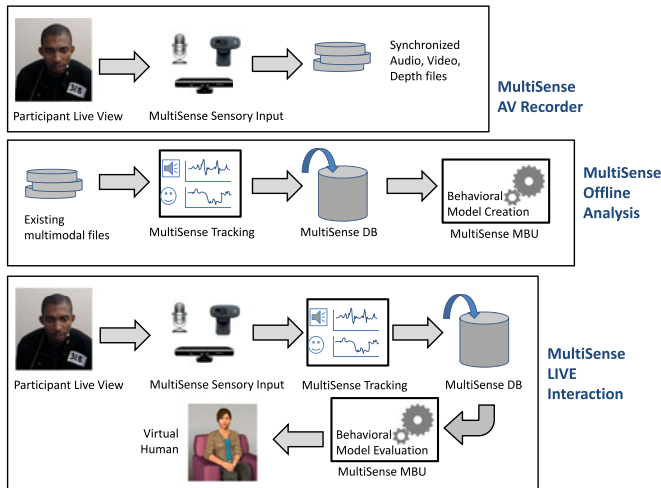 Synchronized
Audio, Video,
Depth files
Participant Live View
MultiSense Sensory Input
MultiSense
AV Recorder
Existing
multimodal files
MultiSense Tracking
MultiSense DB
Behavioral
Model Creation
MultiSense MBU
MultiSense
Offline
Analysis
Participant Live View
MultiSense Sensory Input
MultiSense Tracking
MultiSense DB
MultiSense
LIVE
Interaction
Virtual
Human
Behavioral
Model Evaluation
MultiSense MBU